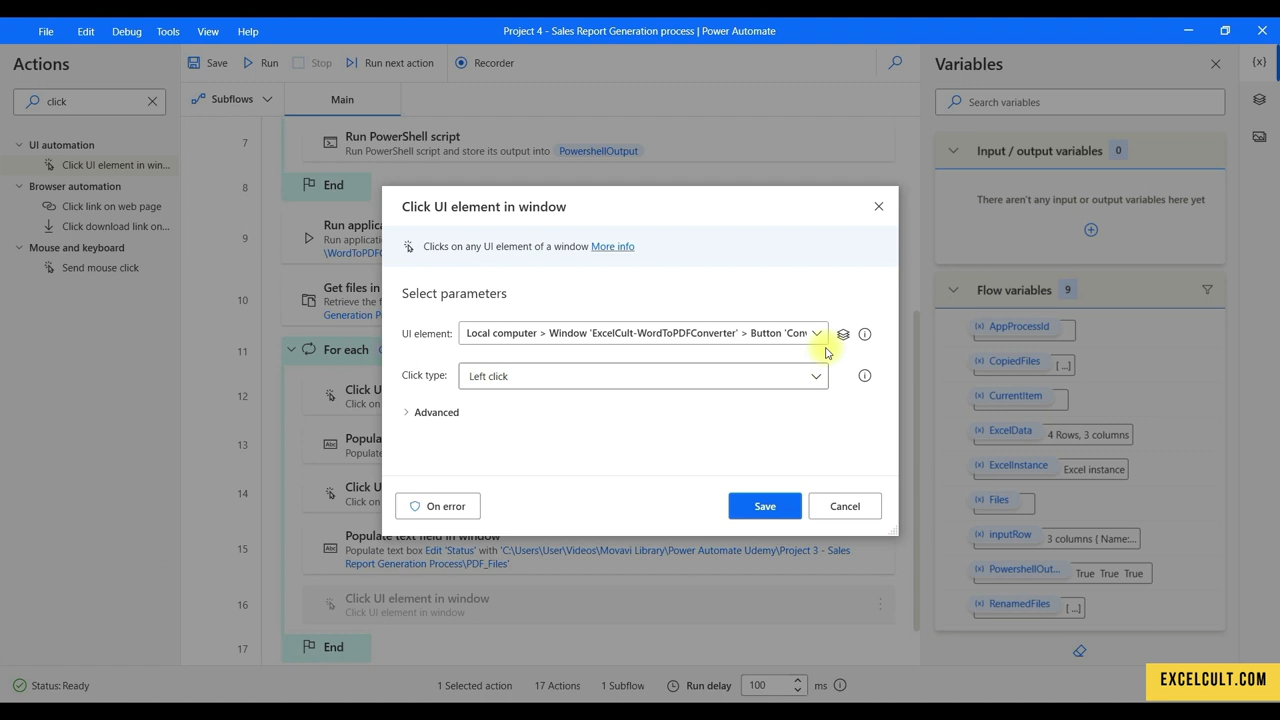 File Edit Debug Tools View Help
Project 4 - Sales Report Generation process | Power Automate
Actions
Save Run Stop Run next action Recorder
Variables
{x}
click
Subflows Main
Search variables
UI automation
Click UI element in win...
Browser automation
Click link on web page
Click download link on...
Mouse and keyboard
Send mouse click
7
Run PowerShell script
Run PowerShell script and store its output into PowershellOutput
8
End
9
Run applica
Run applica
\WordToPDFC
10
Get files in
Retrieve the f
Generation P
11
For each
12
Click U
Click on
13
Abc
Popula
Populate
14
Click U
Click on
15
Abc
Populate text field in window
Populate text box Edit 'Status' with 'C:\Users\User\Videos\Movavi Library\Power Automate Udemy\Project 3 - Sales
Report Generation Process\PDF_Files'
16
Click UI element in window
Click UI element in window
17
End
Click UI element in window
Clicks on any UI element of a window More info
Select parameters
UI element: Local computer > Window 'ExcelCult-WordToPDFConverter' > Button 'Conv
Click type: Left click
Advanced
On error Save Cancel
Input / output variables 0
There aren't any input or output variables here yet
Flow variables 9
{x} AppProcessId
{x} CopiedFiles [ ...]
{x} CurrentItem
{x} ExcelData 4 Rows, 3 columns
{x} ExcelInstance Excel instance
{x} Files
{x} inputRow 3 columns { Name:...
{x} PowershellOut... True True True
{x} RenamedFiles [ ...]
Status: Ready 1 Selected action 17 Actions 1 Subflow Run delay 100 ms
EXCELCULT.COM